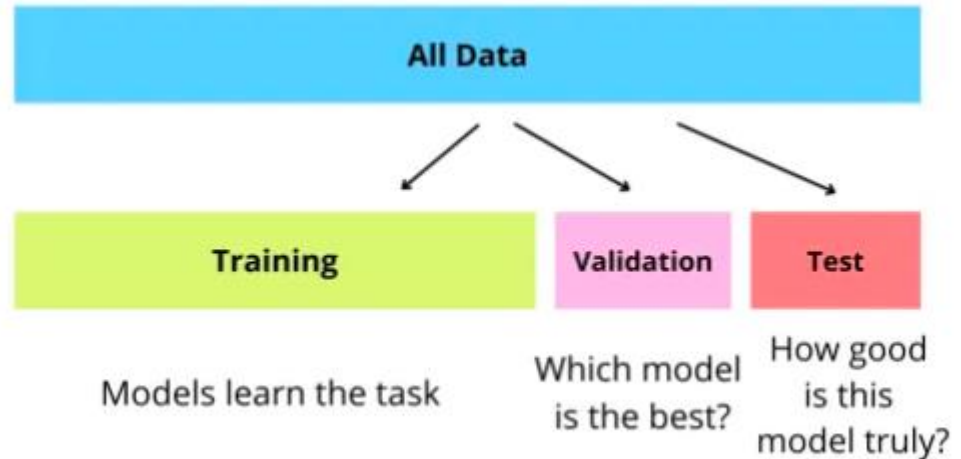 All Data
Training
Validation
Test
Models learn the task
Which model
is the best?
How good
is this
model truly?